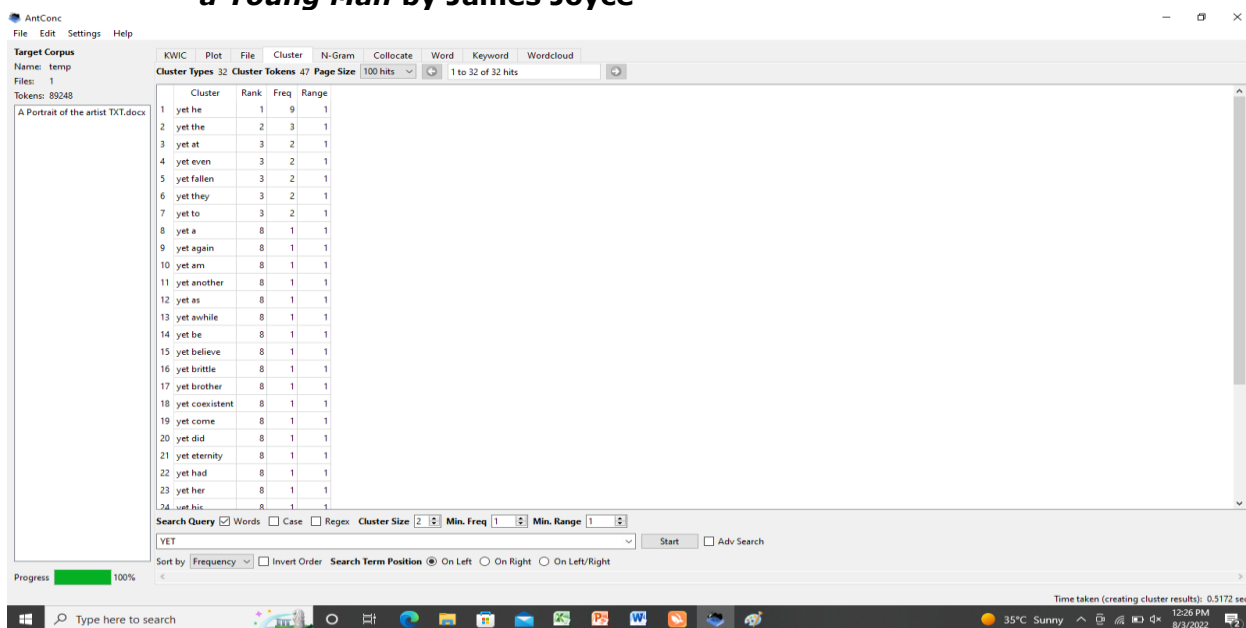 a Young Man by James Joyce
AntConc
File Edit Settings Help
Target Corpus
Name: temp
Files: 1
Tokens: 89248
A Portrait of the artist TXT.docx
KWIC Plot File Cluster N-Gram Collocate Word Keyword Wordcloud
Cluster Types 32 Cluster Tokens 47 Page Size 100 hits 1 to 32 of 32 hits
Cluster Rank Freq Range
1 yet he 1 9 1
2 yet the 2 3 1
3 yet at 3 2 1
4 yet even 3 2 1
5 yet fallen 3 2 1
6 yet they 3 2 1
7 yet to 3 2 1
8 yet a 8 1 1
9 yet again 8 1 1
10 yet am 8 1 1
11 yet another 8 1 1
12 yet as 8 1 1
13 yet awhile 8 1 1
14 yet be 8 1 1
15 yet believe 8 1 1
16 yet brittle 8 1 1
17 yet brother 8 1 1
18 yet coexistent 8 1 1
19 yet come 8 1 1
20 yet did 8 1 1
21 yet eternity 8 1 1
22 yet had 8 1 1
23 yet her 8 1 1
24 yet his 8 1 1
Search Query Words Case Regex Cluster Size 2 Min. Freq 1 Min. Range 1
YET Start Adv Search
Sort by Frequency Invert Order Search Term Position On Left On Right On Left/Right
Progress 100%
Time taken (creating cluster results): 0.5172 sec
Type here to search 35°C Sunny 12:26 PM
8/3/2022